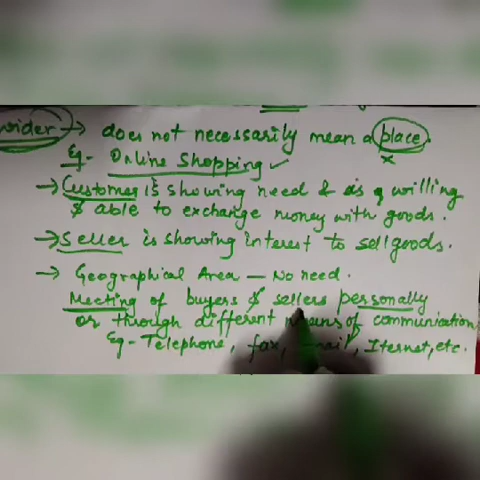 wider → does not necessarily mean a place.
Eg- Online Shopping ✓
→ Customer is showing need & is willing
& able to exchange money with goods.
→ Seller is showing interest to sell goods.
→ Geographical Area — No need.
Meeting of buyers & sellers personally
or through different means of communication
Eg- Telephone, fax, mail, Iternet, etc.